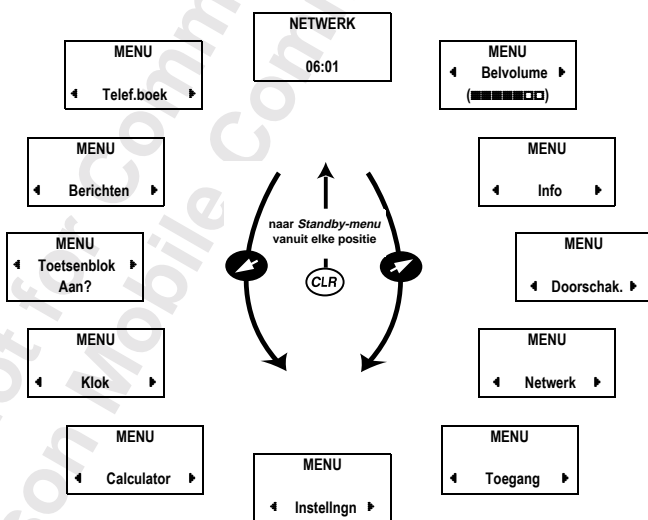 NETWERK
06:01
MENU
Telef.boek
MENU
Belvolume
MENU
Berichten
MENU
Info
naar Standby-menu
vanuit elke positie
CLR
MENU
Toetsenblok
Aan?
MENU
Doorschak.
MENU
Klok
MENU
Netwerk
MENU
Calculator
MENU
Toegang
MENU
Instellngn